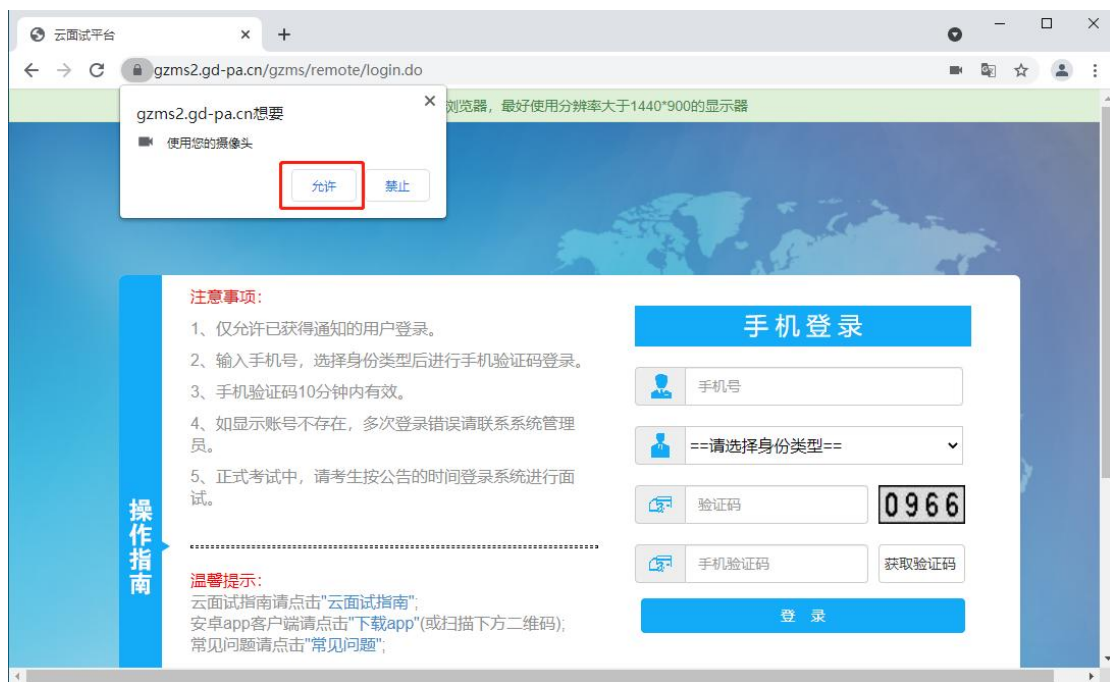 云面试平台
gzms2.gd-pa.cn/gzms/remote/login.do
浏览器，最好使用分辨率大于1440*900的显示器
gzms2.gd-pa.cn想要
使用您的摄像头
允许
禁止
操作指南
注意事项：
1、仅允许已获得通知的用户登录。
2、输入手机号，选择身份类型后进行手机验证码登录。
3、手机验证码10分钟内有效。
4、如显示账号不存在，多次登录错误请联系系统管理
员。
5、正式考试中，请考生按公告的时间登录系统进行面
试。
温馨提示：
云面试指南请点击"云面试指南";
安卓app客户端请点击"下载app"(或扫描下方二维码);
常见问题请点击"常见问题";
手机登录
手机号
==请选择身份类型==
验证码
0966
手机验证码
获取验证码
登 录